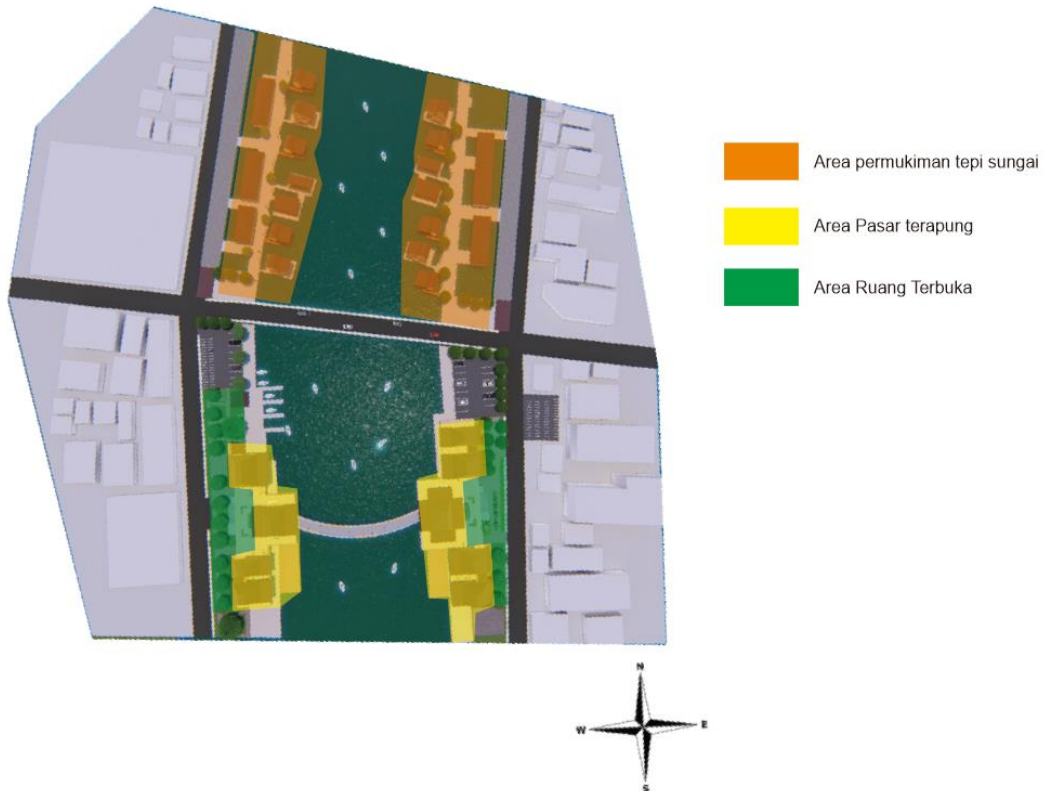 Area permukiman tepi sungai
Area Pasar terapung
Area Ruang Terbuka
N
W
E
S